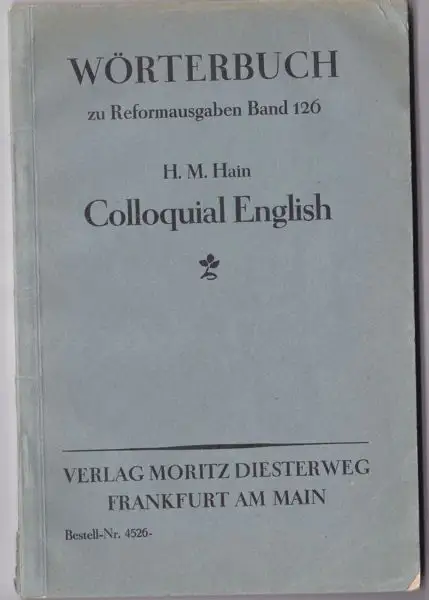 WÖRTERBUCH
zu Reformausgaben Band 126
H. M. Hain
Colloquial English
VERLAG MORITZ DIESTERWEG
FRANKFURT AM MAIN
Bestell-Nr. 4526-